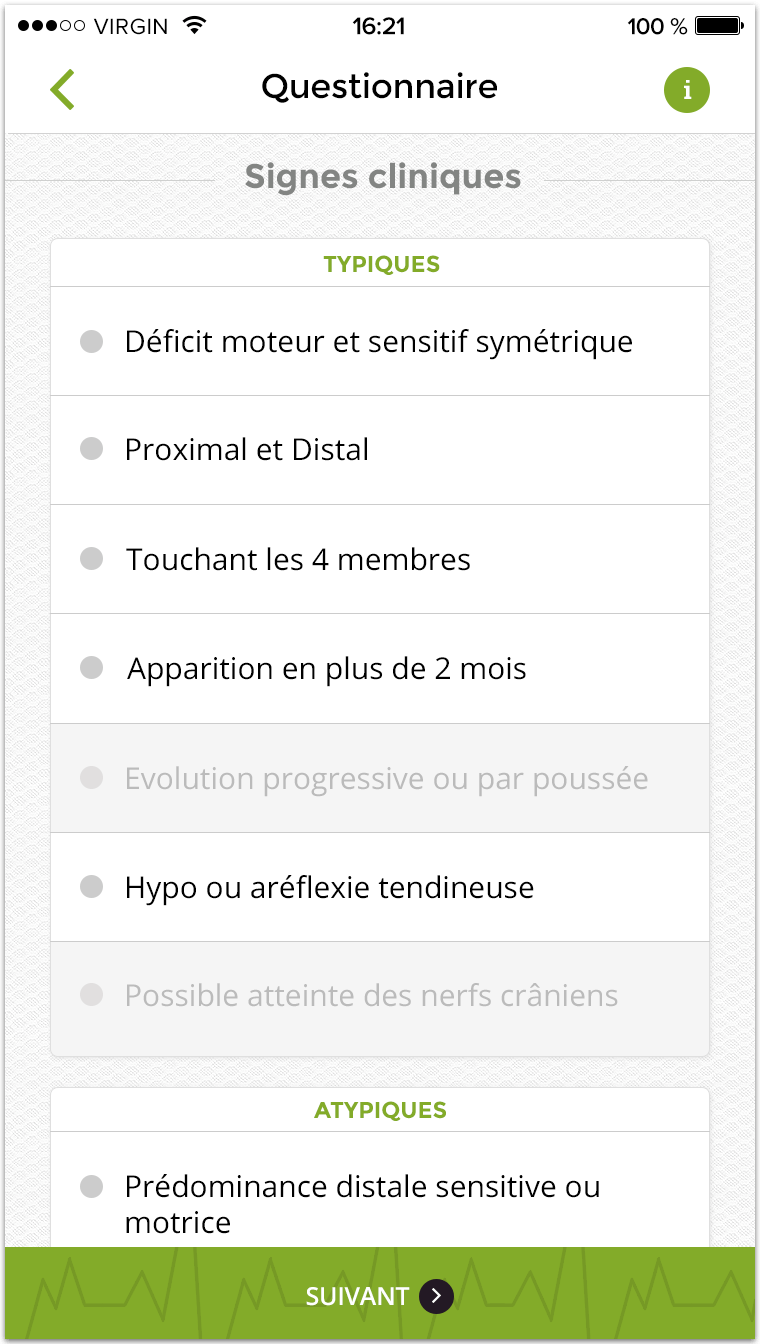 VIRGIN 16:21 100 %
Questionnaire i
Signes cliniques
TYPIQUES
Déficit moteur et sensitif symétrique
Proximal et Distal
Touchant les 4 membres
Apparition en plus de 2 mois
Evolution progressive ou par poussée
Hypo ou aréflexie tendineuse
Possible atteinte des nerfs crâniens
ATYPIQUES
Prédominance distale sensitive ou
motrice
SUIVANT